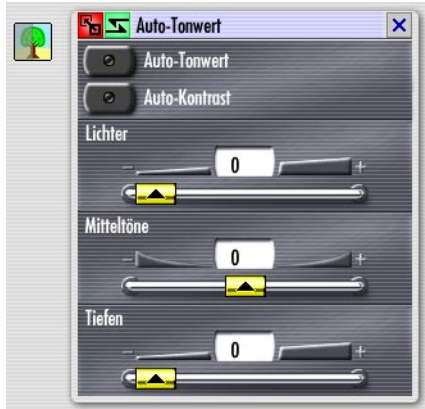 Auto-Tonwert
Auto-Tonwert
Auto-Kontrast
Lichter
- 0 +
Mitteltöne
- 0 +
Tiefen
- 0 +